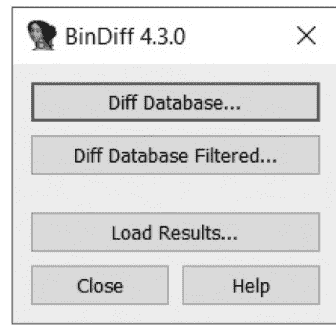 BinDiff 4.3.0
Diff Database...
Diff Database Filtered...
Load Results...
Close Help